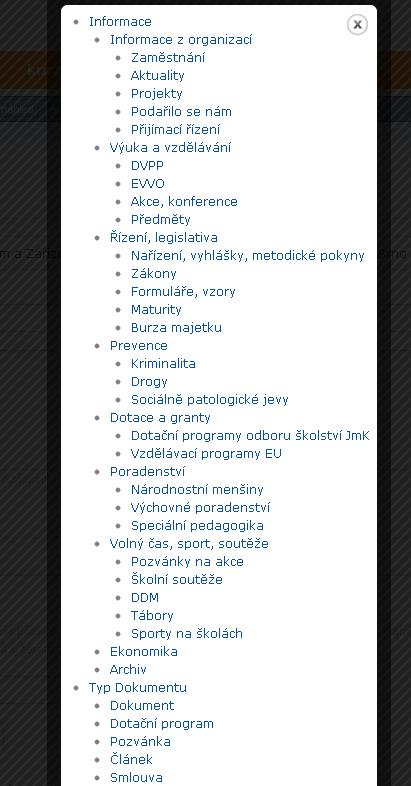 Informace
Informace z organizací
Zaměstnání
Aktuality
Projekty
Podařilo se nám
Přijímací řízení
Výuka a vzdělávání
DVPP
EVVO
Akce, konference
Předměty
Řízení, legislativa
Nařízení, vyhlášky, metodické pokyny
Zákony
Formuláře, vzory
Maturity
Burza majetku
Prevence
Kriminalita
Drogy
Sociálně patologické jevy
Dotace a granty
Dotační programy odboru školství JmK
Vzdělávací programy EU
Poradenství
Národnostní menšiny
Výchovné poradenství
Speciální pedagogika
Volný čas, sport, soutěže
Pozvánky na akce
Školní soutěže
DDM
Tábory
Sporty na školách
Ekonomika
Archiv
Typ Dokumentu
Dokument
Dotační program
Pozvánka
Článek
Smlouva